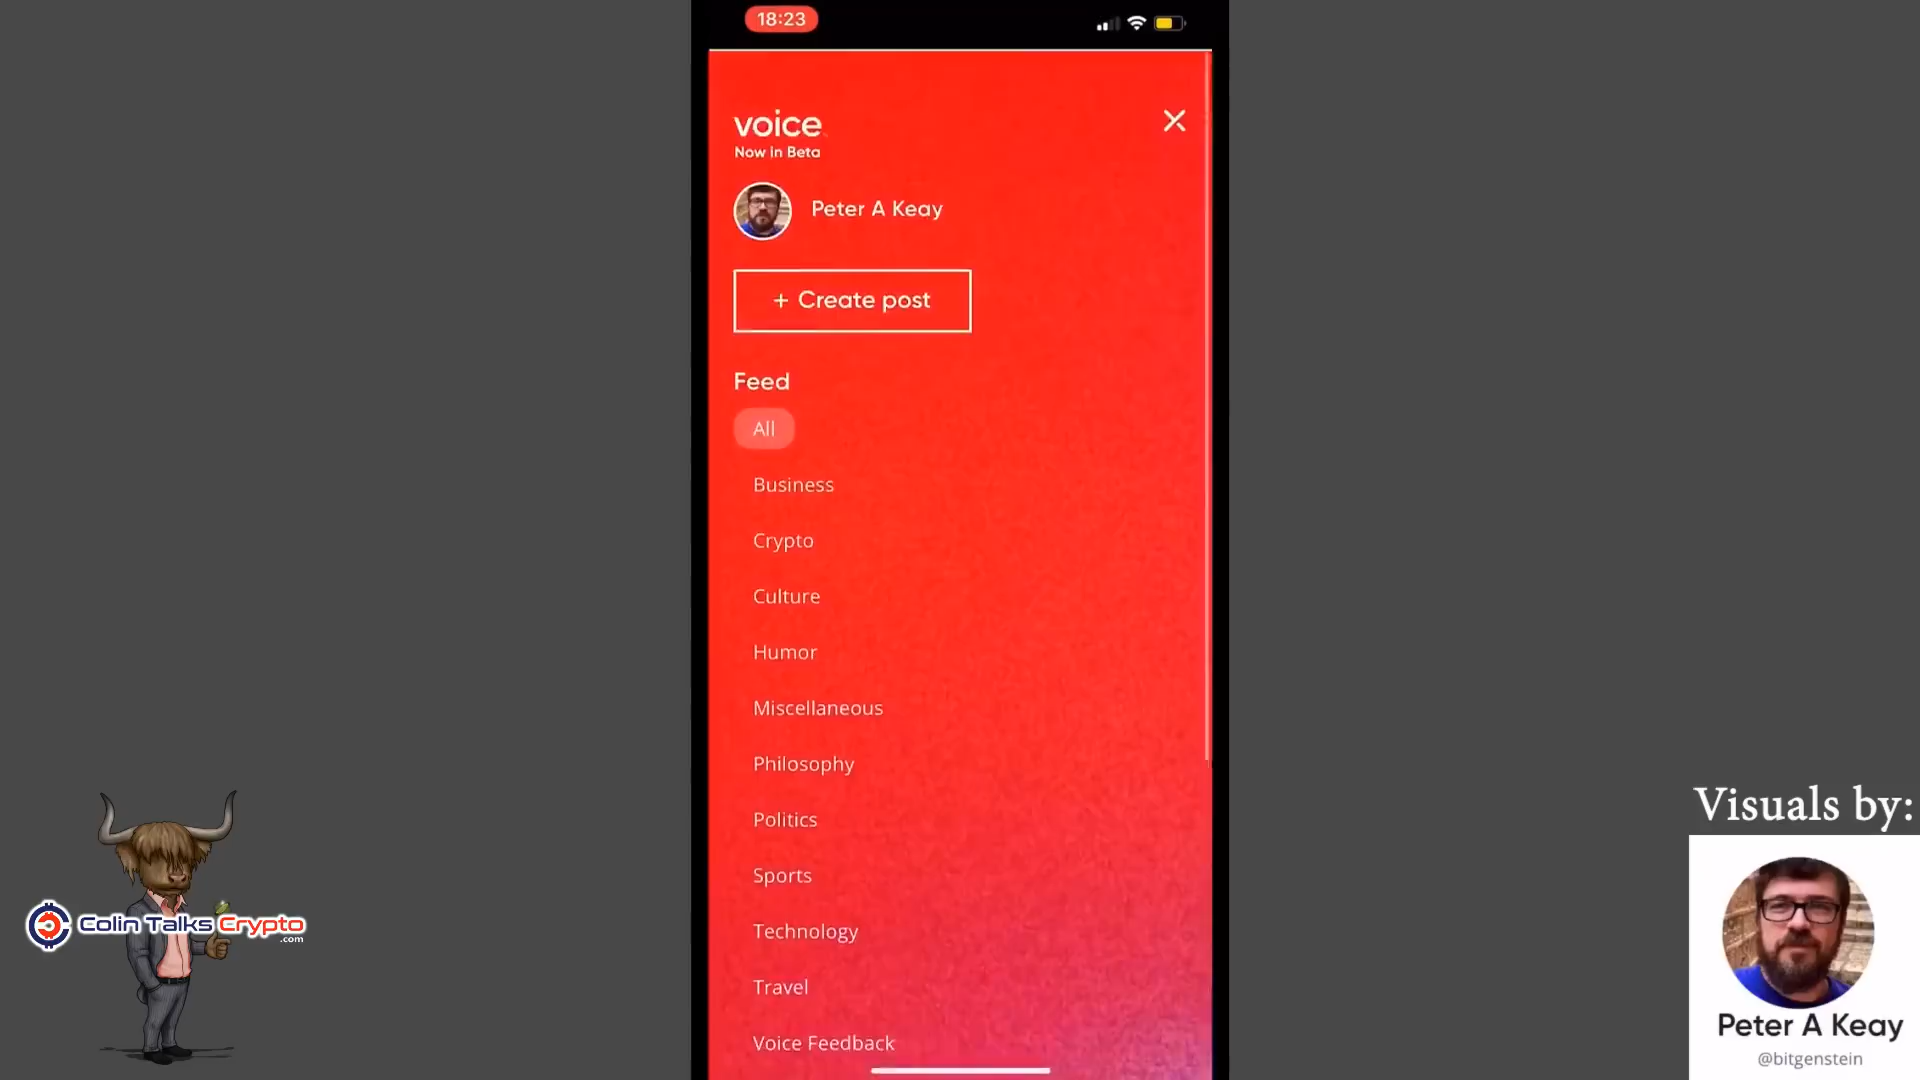 18:23
voice
Now in Beta
Peter A Keay
+ Create post
Feed
All
Business
Crypto
Culture
Humor
Miscellaneous
Philosophy
Politics
Sports
Technology
Travel
Voice Feedback
Colin Talks Crypto
.com
Visuals by:
Peter A Keay
@bitgenstein